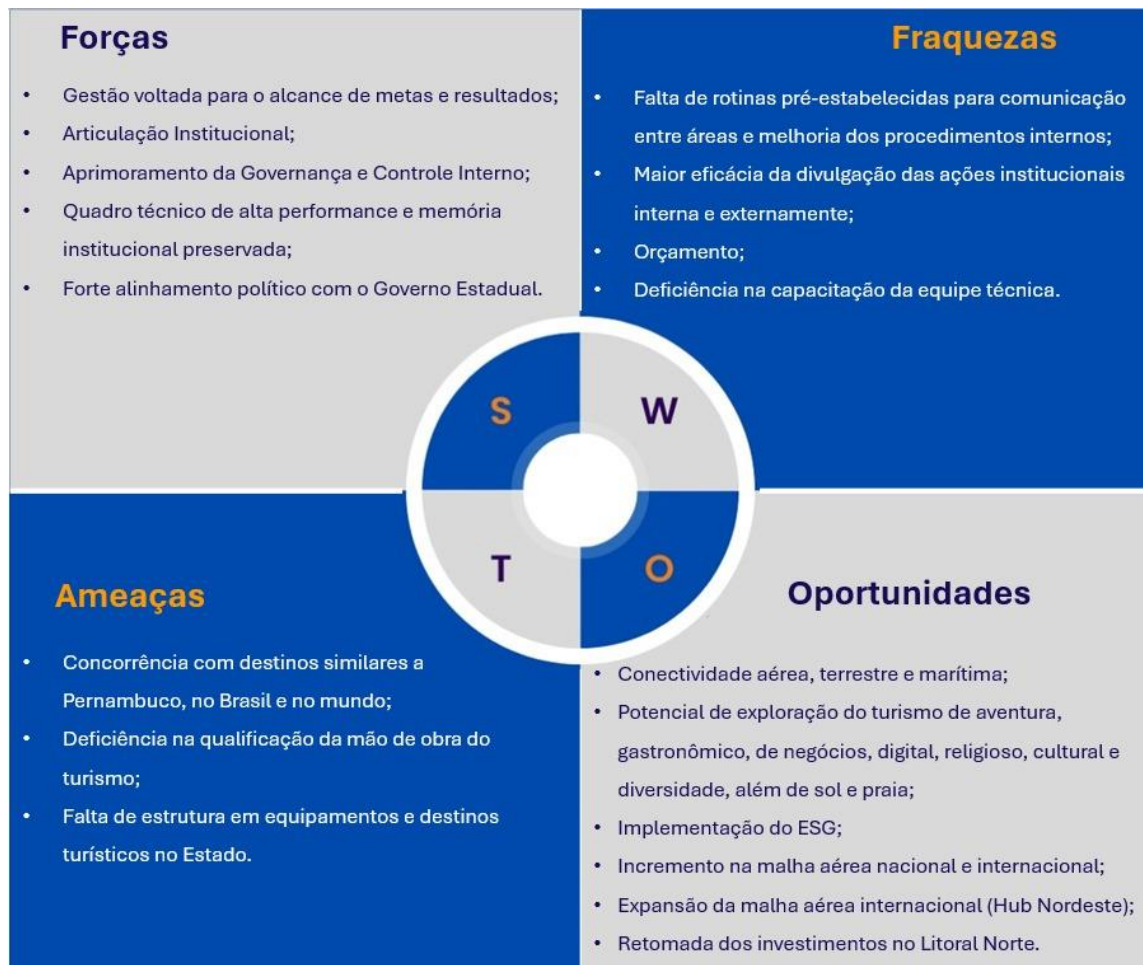 Forças
• Gestão voltada para o alcance de metas e resultados;
• Articulação Institucional;
• Aprimoramento da Governança e Controle Interno;
• Quadro técnico de alta performance e memória
institucional preservada;
• Forte alinhamento político com o Governo Estadual.
Fraquezas
• Falta de rotinas pré-estabelecidas para comunicação
entre áreas e melhoria dos procedimentos internos;
• Maior eficácia da divulgação das ações institucionais
interna e externamente;
• Orçamento;
• Deficiência na capacitação da equipe técnica.
S
W
T
O
Ameaças
• Concorrência com destinos similares a
Pernambuco, no Brasil e no mundo;
• Deficiência na qualificação da mão de obra do
turismo;
• Falta de estrutura em equipamentos e destinos
turísticos no Estado.
Oportunidades
• Conectividade aérea, terrestre e marítima;
• Potencial de exploração do turismo de aventura,
gastronômico, de negócios, digital, religioso, cultural e
diversidade, além de sol e praia;
• Implementação do ESG;
• Incremento na malha aérea nacional e internacional;
• Expansão da malha aérea internacional (Hub Nordeste);
• Retomada dos investimentos no Litoral Norte.